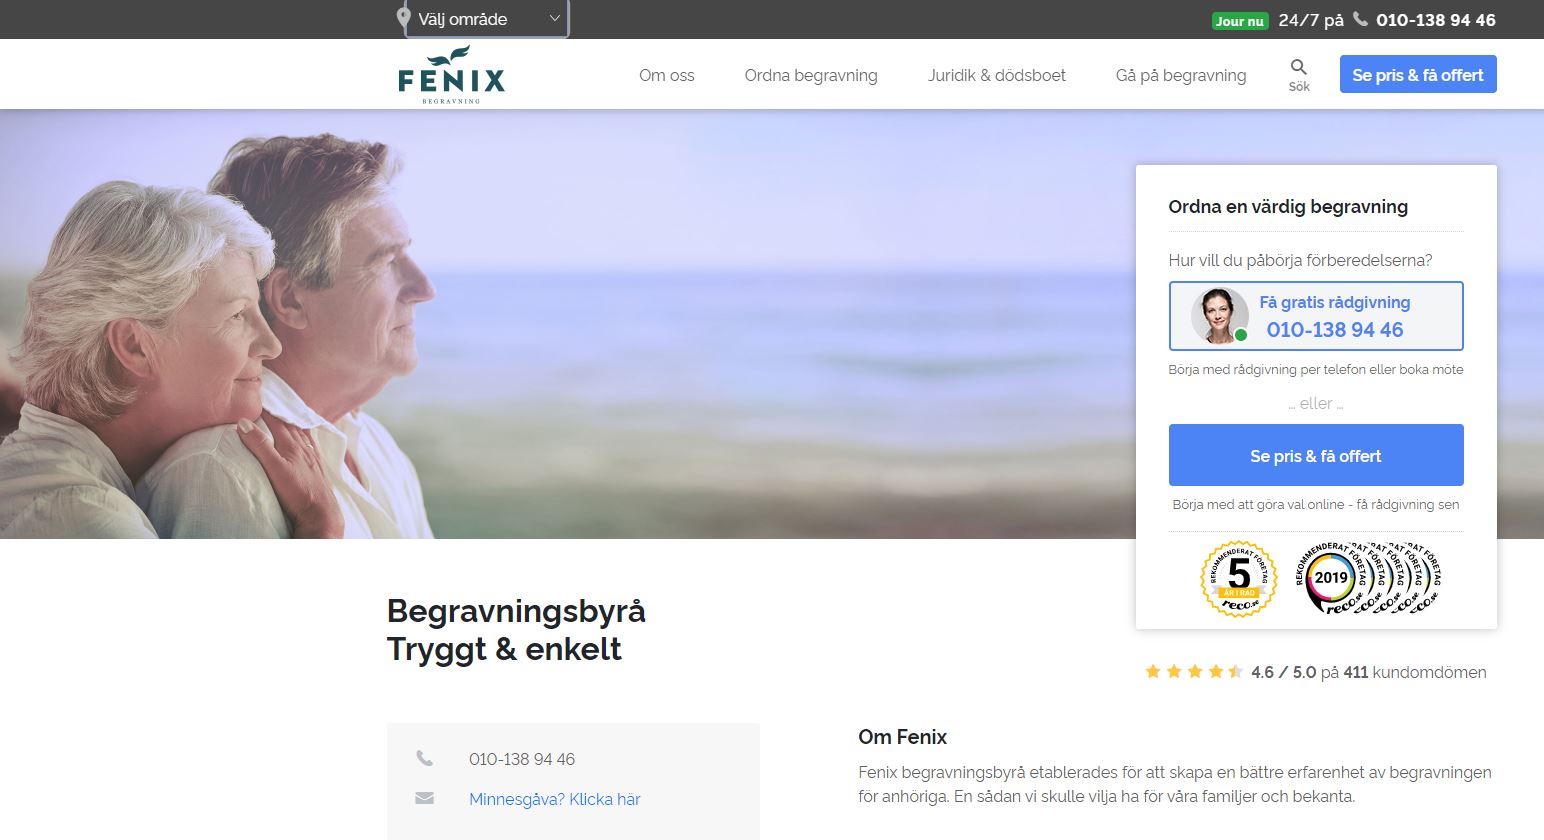 Välj område
Jour nu 24/7 på 010-138 94 46
FENIX
BEGRAVNING
Om oss
Ordna begravning
Juridik & dödsboet
Gå på begravning
Sök
Se pris & få offert
Ordna en värdig begravning
Hur vill du påbörja förberedelserna?
Få gratis rådgivning
010-138 94 46
Börja med rådgivning per telefon eller boka möte
... eller ...
Se pris & få offert
Börja med att göra val online - få rådgivning sen
REKOMMENDERAT FÖRETAG
5
ÅR I RAD
reco.se
REKOMMENDERAT FÖRETAG
2019
reco.se
4.6 / 5.0 på 411 kundomdömen
Begravningsbyrå
Tryggt & enkelt
010-138 94 46
Minnesgåva? Klicka här
Om Fenix
Fenix begravningsbyrå etablerades för att skapa en bättre erfarenhet av begravningen
för anhöriga. En sådan vi skulle vilja ha för våra familjer och bekanta.